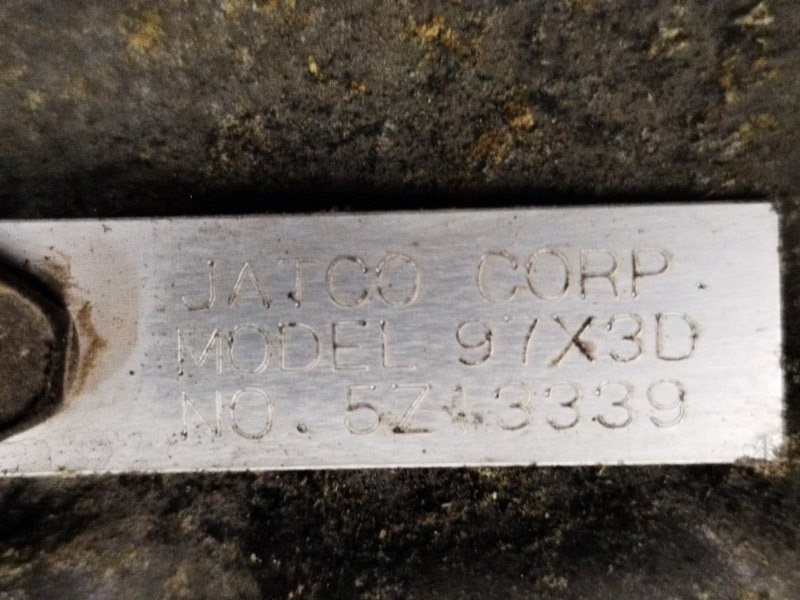 JATCO CORP.
MODEL 97X3D
NO. 5Z43339